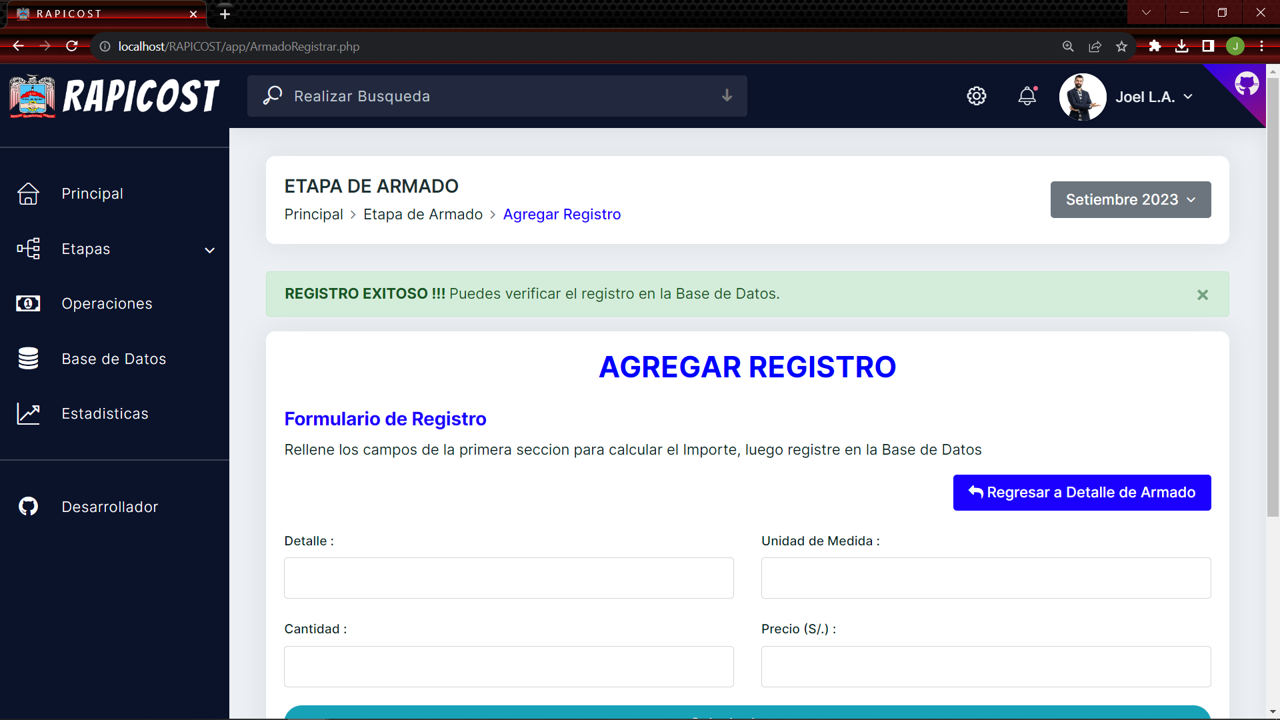 RAPICOST
localhost/RAPICOST/app/ArmadoRegistrar.php
J
RAPICOST
Realizar Busqueda
Joel L.A.
Principal
Etapas
Operaciones
Base de Datos
Estadisticas
Desarrollador
ETAPA DE ARMADO
Principal > Etapa de Armado > Agregar Registro
Setiembre 2023
REGISTRO EXITOSO !!! Puedes verificar el registro en la Base de Datos.
AGREGAR REGISTRO
Formulario de Registro
Rellene los campos de la primera seccion para calcular el Importe, luego registre en la Base de Datos
Regresar a Detalle de Armado
Detalle :
Unidad de Medida :
Cantidad :
Precio (S/.) :